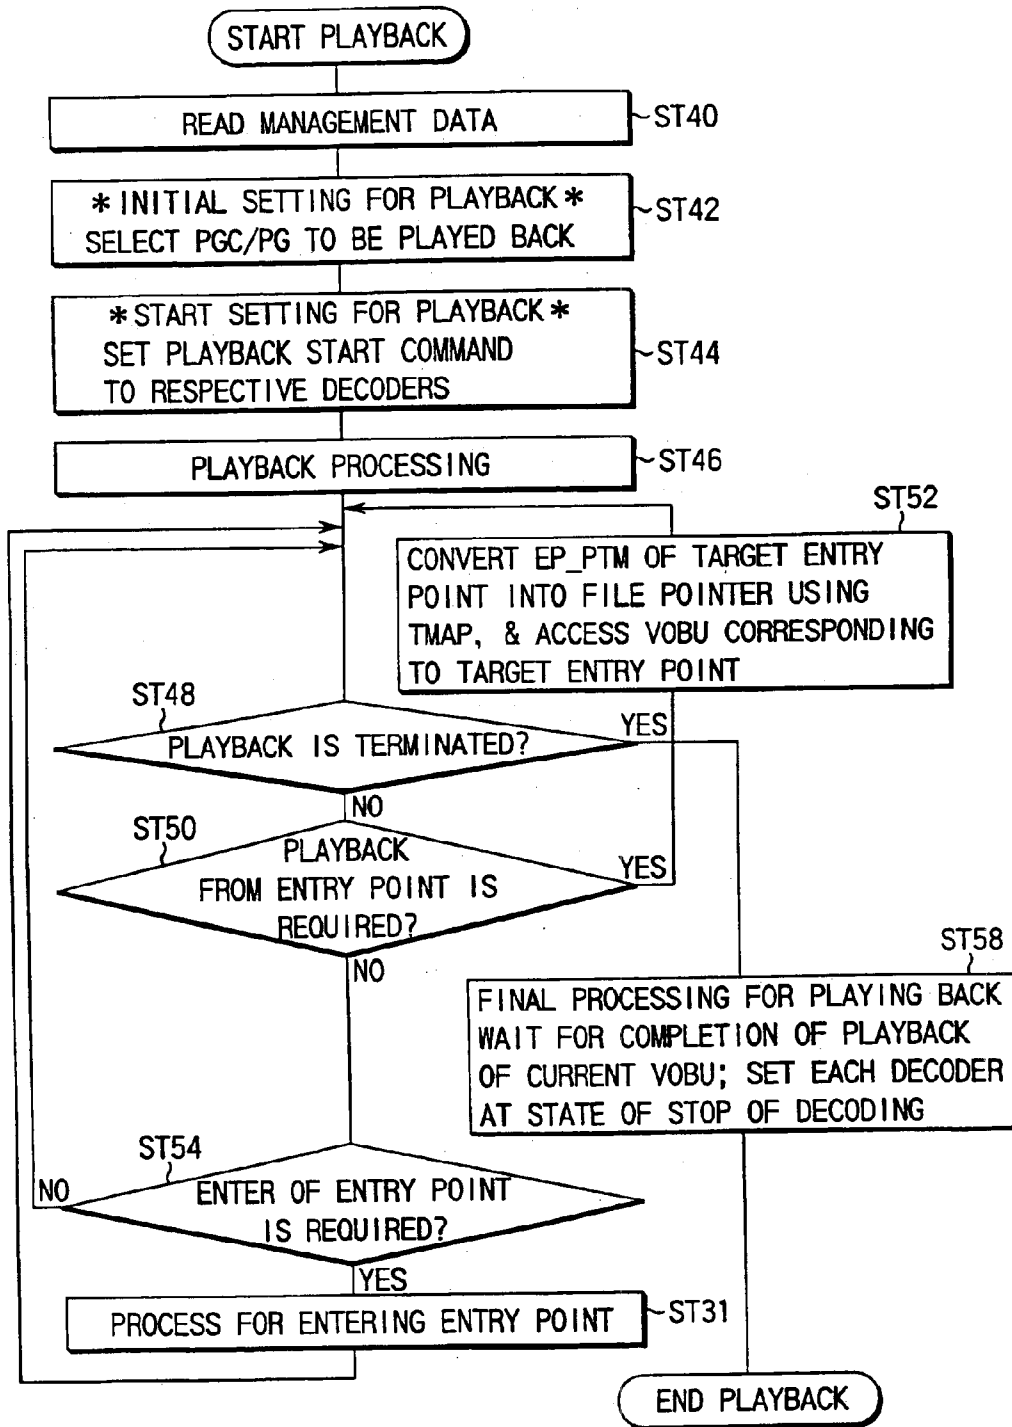 START PLAYBACK
READ MANAGEMENT DATA
ST40
*INITIAL SETTING FOR PLAYBACK*
SELECT PGC/PG TO BE PLAYED BACK
ST42
*START SETTING FOR PLAYBACK*
SET PLAYBACK START COMMAND
TO RESPECTIVE DECODERS
ST44
PLAYBACK PROCESSING
ST46
ST52
CONVERT EP_PTM OF TARGET ENTRY
POINT INTO FILE POINTER USING
TMAP, & ACCESS VOBU CORRESPONDING
TO TARGET ENTRY POINT
ST48
PLAYBACK IS TERMINATED?
YES
NO
ST50
PLAYBACK
FROM ENTRY POINT IS
REQUIRED?
YES
NO
ST58
FINAL PROCESSING FOR PLAYING BACK
WAIT FOR COMPLETION OF PLAYBACK
OF CURRENT VOBU; SET EACH DECODER
AT STATE OF STOP OF DECODING
ST54
NO
ENTER OF ENTRY POINT
IS REQUIRED?
YES
PROCESS FOR ENTERING ENTRY POINT
ST31
END PLAYBACK